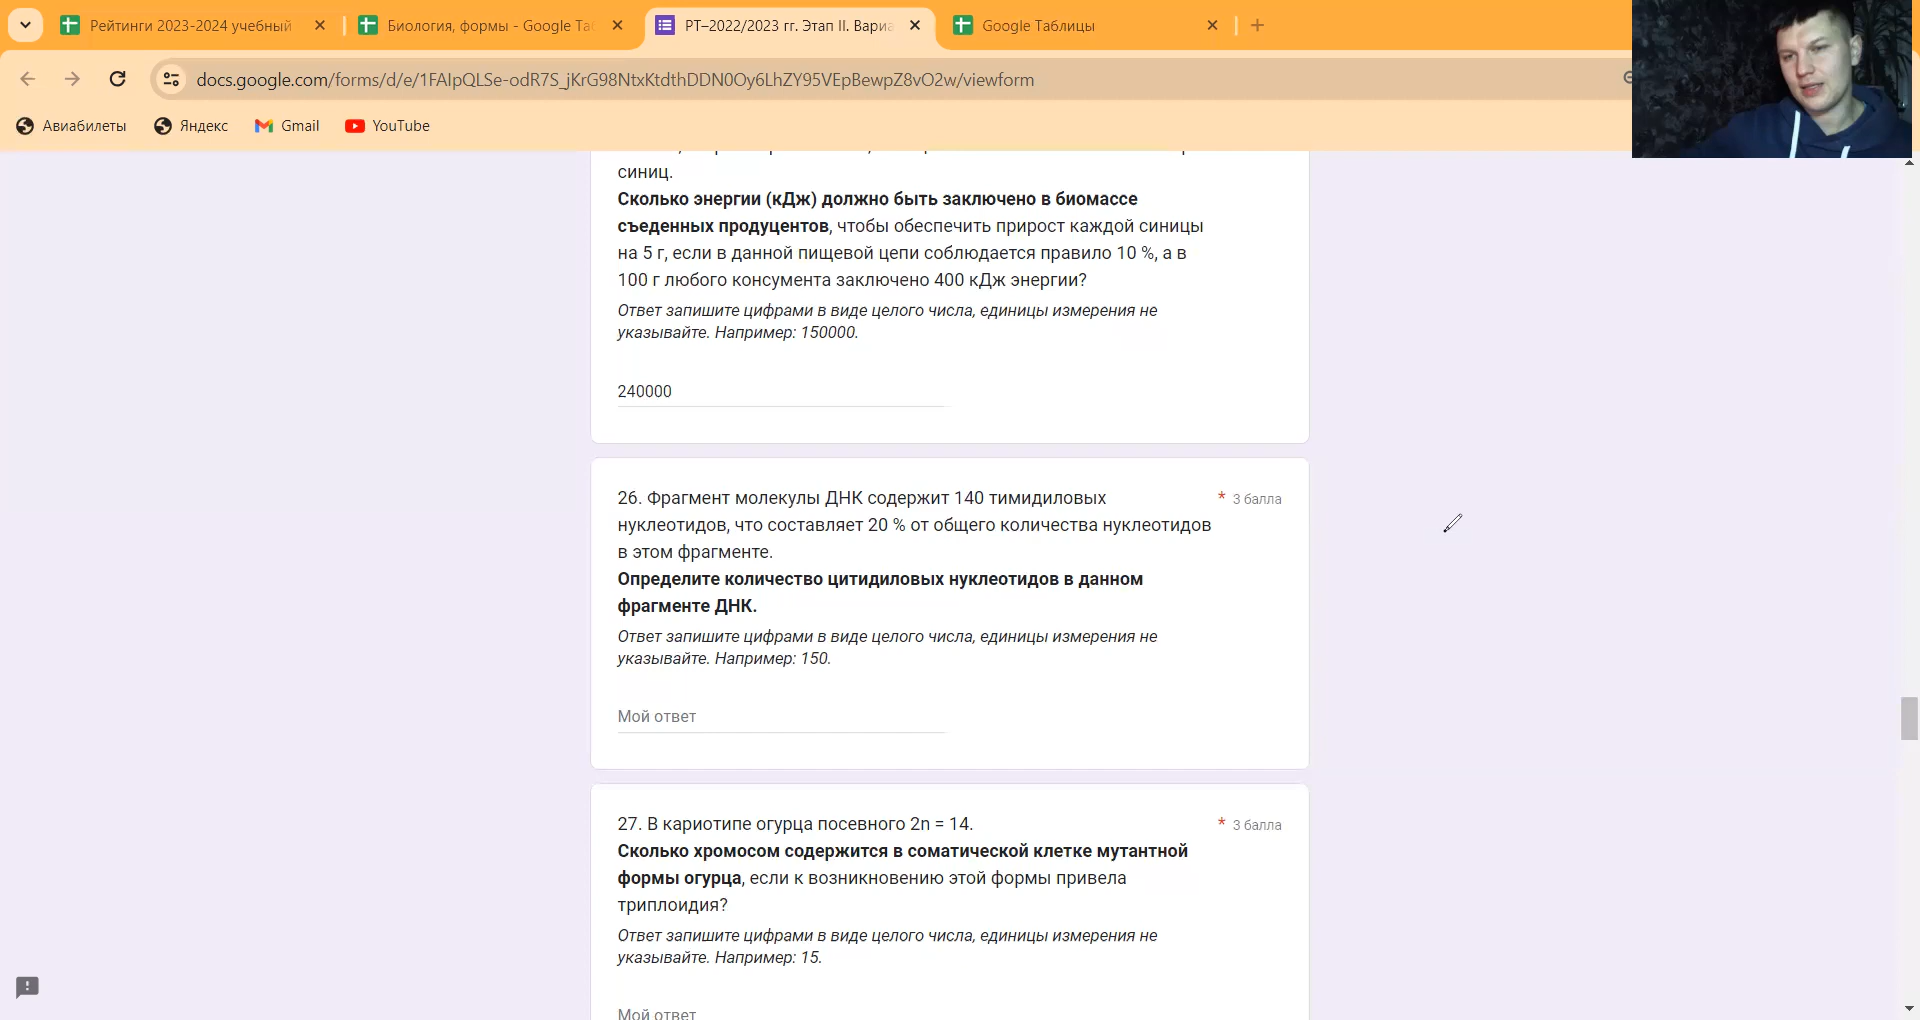 Рейтинги 2023-2024 учебный
Биология, формы - Google Та
РТ–2022/2023 гг. Этап II. Вариа
Google Таблицы
docs.google.com/forms/d/e/1FAIpQLSe-odR7S_jKrG98NtxKtdthDDN0Oy6LhZY95VEpBewpZ8vO2w/viewform
Авиабилеты
Яндекс
Gmail
YouTube
синиц.
Сколько энергии (кДж) должно быть заключено в биомассе
съеденных продуцентов, чтобы обеспечить прирост каждой синицы
на 5 г, если в данной пищевой цепи соблюдается правило 10 %, а в
100 г любого консумента заключено 400 кДж энергии?
Ответ запишите цифрами в виде целого числа, единицы измерения не
указывайте. Например: 150000.
240000
26. Фрагмент молекулы ДНК содержит 140 тимидиловых * 3 балла
нуклеотидов, что составляет 20 % от общего количества нуклеотидов
в этом фрагменте.
Определите количество цитидиловых нуклеотидов в данном
фрагменте ДНК.
Ответ запишите цифрами в виде целого числа, единицы измерения не
указывайте. Например: 150.
Мой ответ
27. В кариотипе огурца посевного 2n = 14. * 3 балла
Сколько хромосом содержится в соматической клетке мутантной
формы огурца, если к возникновению этой формы привела
триплоидия?
Ответ запишите цифрами в виде целого числа, единицы измерения не
указывайте. Например: 15.
Мой ответ